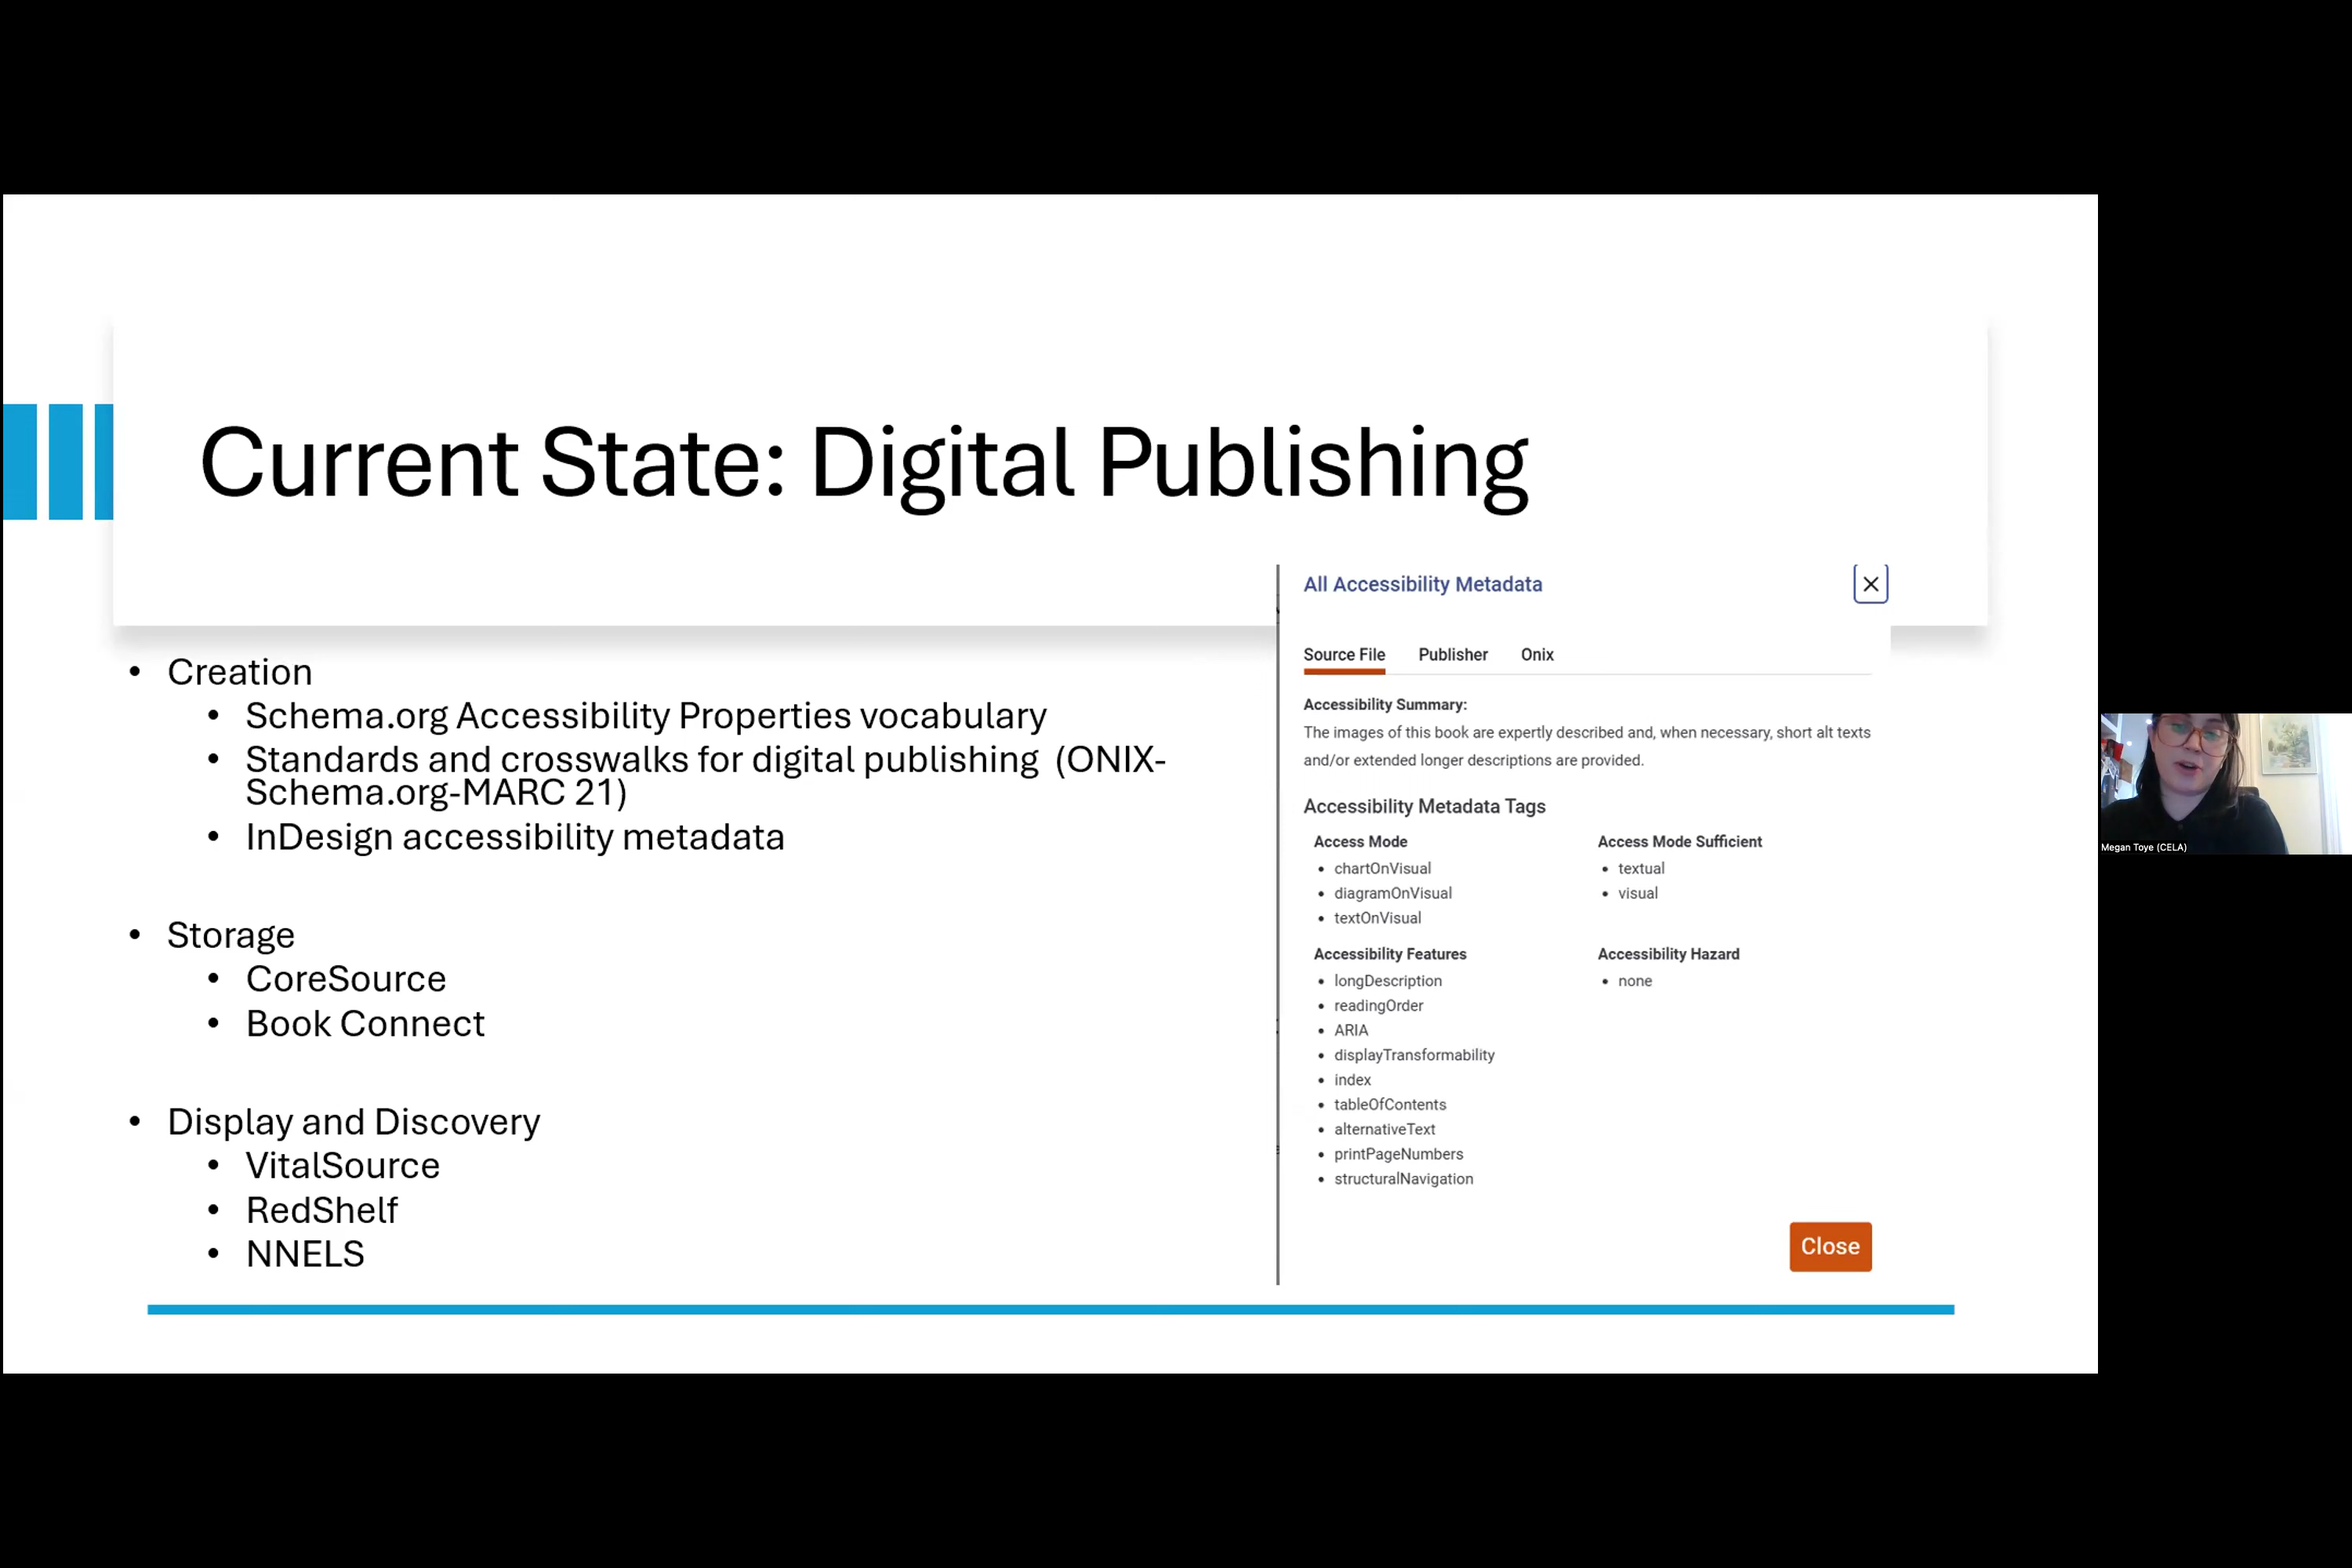 Current State: Digital Publishing
• Creation
• Schema.org Accessibility Properties vocabulary
• Standards and crosswalks for digital publishing (ONIX-
Schema.org-MARC 21)
• InDesign accessibility metadata
• Storage
• CoreSource
• Book Connect
• Display and Discovery
• VitalSource
• RedShelf
• NNELS
All Accessibility Metadata
Source File Publisher Onix
Accessibility Summary:
The images of this book are expertly described and, when necessary, short alt texts
and/or extended longer descriptions are provided.
Accessibility Metadata Tags
Access Mode
• chartOnVisual
• diagramOnVisual
• textOnVisual
Access Mode Sufficient
• textual
• visual
Accessibility Features
• longDescription
• readingOrder
• ARIA
• displayTransformability
• index
• tableOfContents
• alternativeText
• printPageNumbers
• structuralNavigation
Accessibility Hazard
• none
Close
Megan Toye (CELA)